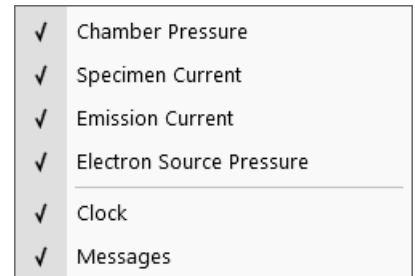 Chamber Pressure
Specimen Current
Emission Current
Electron Source Pressure
Clock
Messages